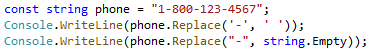 const string phone = "1-800-123-4567";
Console.WriteLine(phone.Replace('-', ' '));
Console.WriteLine(phone.Replace("-", string.Empty));